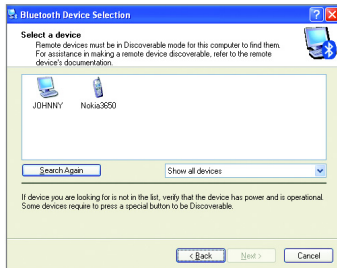 Bluetooth Device Selection
Select a device
Remote devices must be in Discoverable mode for this computer to find them.
For assistance in making a remote device discoverable, refer to the remote
device's documentation.
JOHNNY Nokia3650
Search Again Show all devices
If device you are looking for is not in the list, verify that the device has power and is operational.
Some devices require to press a special button to be Discoverable.
< Back Next > Cancel